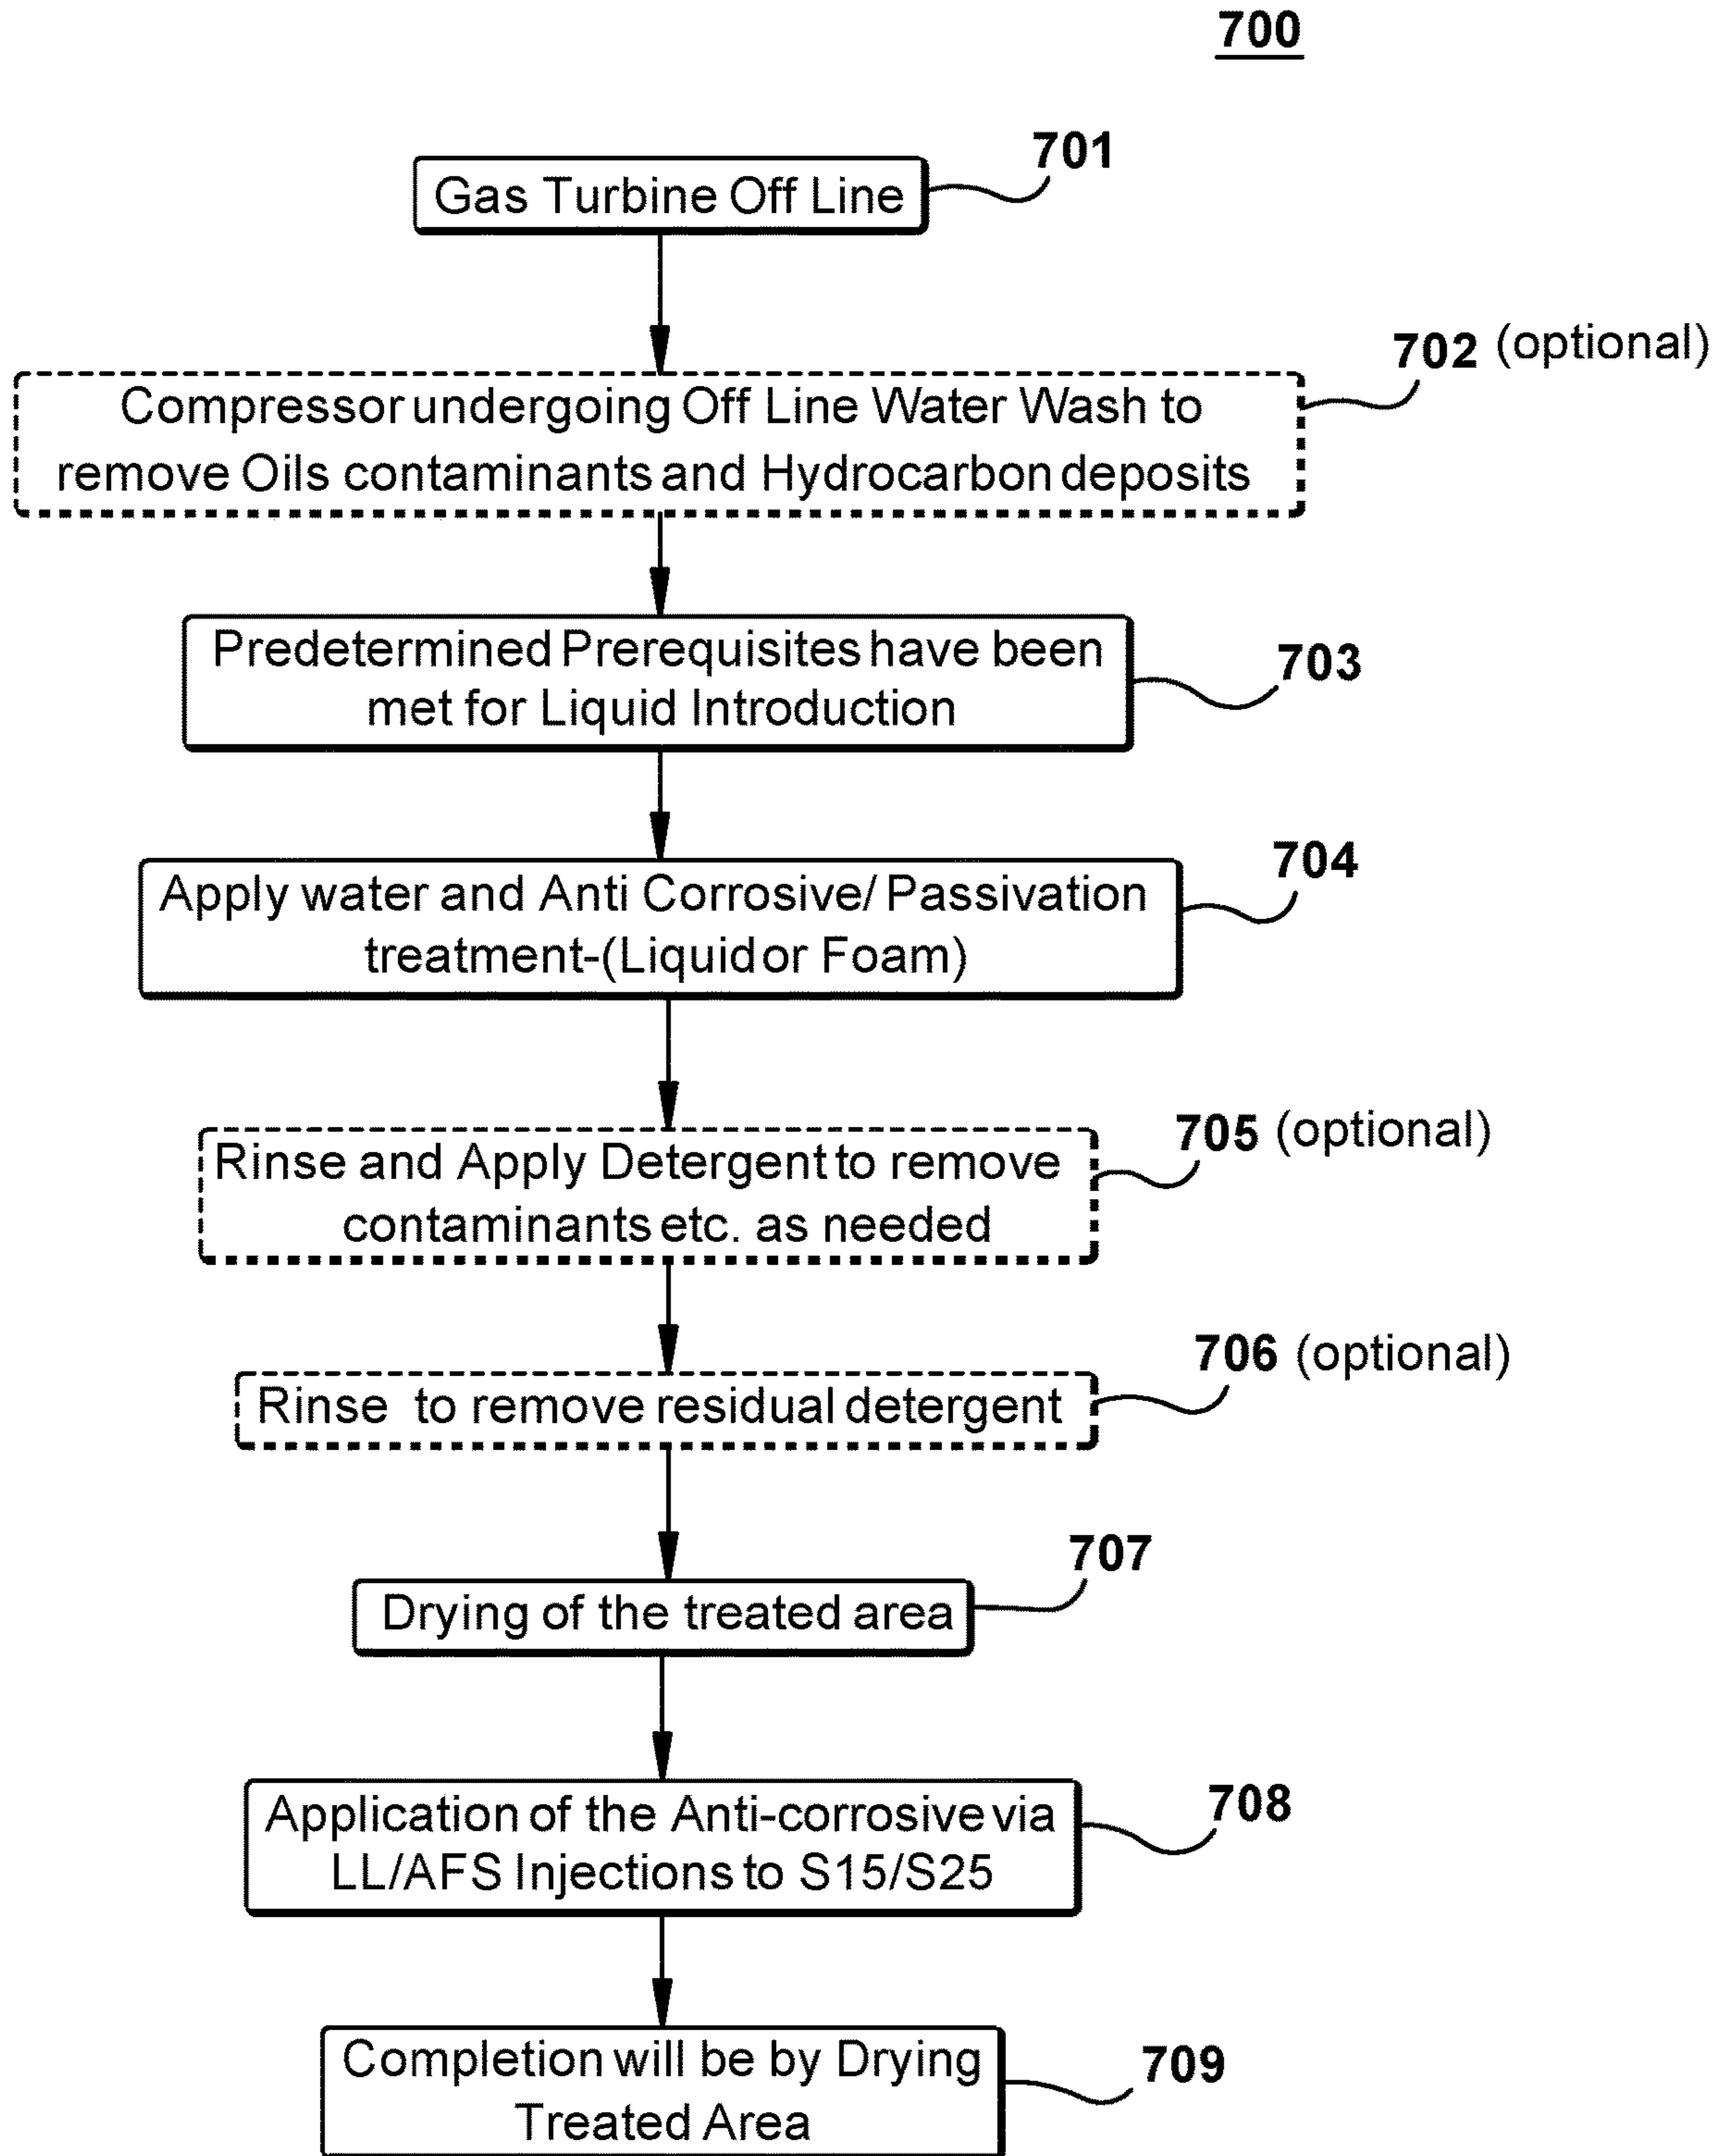 700
701
Gas Turbine Off Line
702 (optional)
Compressor undergoing Off Line Water Wash to
remove Oils contaminants and Hydrocarbon deposits
Predetermined Prerequisites have been
met for Liquid Introduction
703
704
Apply water and Anti Corrosive/ Passivation
treatment-(Liquid or Foam)
705 (optional)
Rinse and Apply Detergent to remove
contaminants etc. as needed
706 (optional)
Rinse to remove residual detergent
707
Drying of the treated area
708
Application of the Anti-corrosive via
LL/AFS Injections to S15/S25
Completion will be by Drying
Treated Area
709